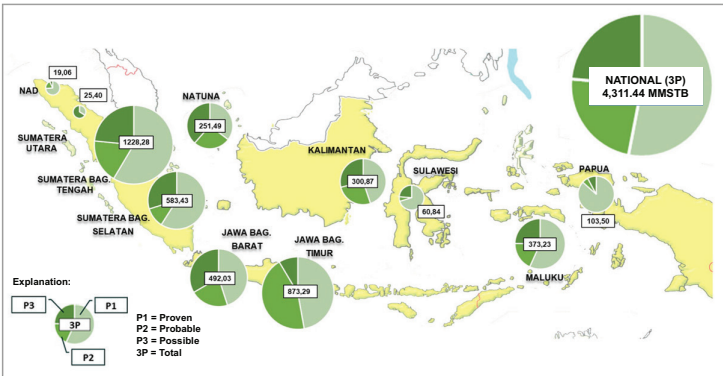 NATIONAL (3P)
4,311.44 MMSTB
19,06
NAD
25,40
NATUNA
251,49
SUMATERA
UTARA
1228,28
KALIMANTAN
300,87
SULAWESI
60,84
PAPUA
103,50
SUMATERA BAG.
TENGAH
583,43
SUMATERA BAG.
SELATAN
JAWA BAG.
BARAT
492,03
JAWA BAG.
TIMUR
873,29
373,23
MALUKU
Explanation:
P3
P1
3P
P2
P1 = Proven
P2 = Probable
P3 = Possible
3P = Total